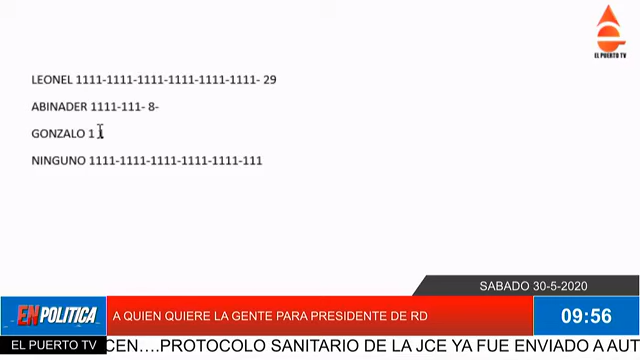 EL PUERTO TV
LEONEL 1111-1111-1111-1111-1111-1111- 29
ABINADER 1111-111- 8-
GONZALO 1
NINGUNO 1111-1111-1111-1111-1111-111
SABADO 30-5-2020
EN POLITICA
A QUIEN QUIERE LA GENTE PARA PRESIDENTE DE RD
09:56
EL PUERTO TV
CEN....PROTOCOLO SANITARIO DE LA JCE YA FUE ENVIADO A AUT